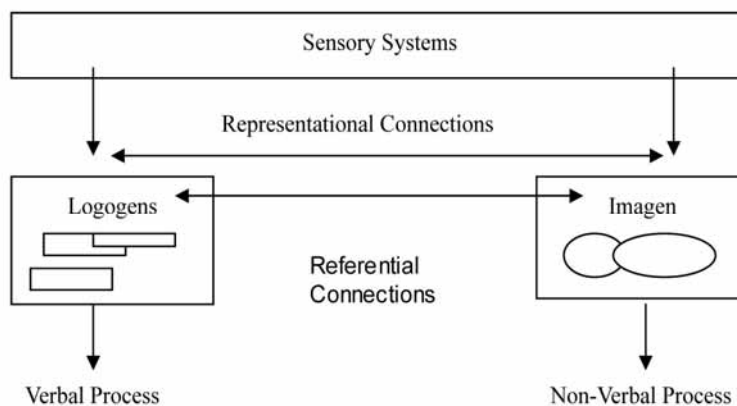 Sensory Systems
Representational Connections
Logogens
Imagen
Referential
Connections
Verbal Process
Non-Verbal Process